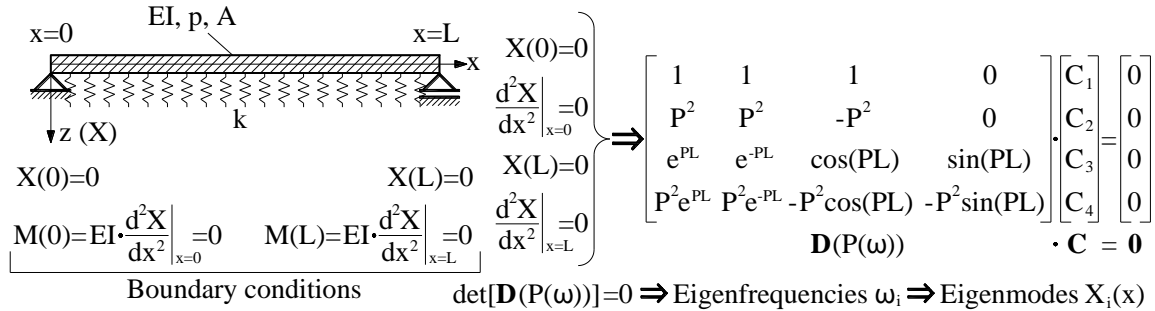 EI, p, A
x=0
x=L
x
k
z (X)
X(0)=0
X(L)=0
M(0)=EI·d²X/dx²|ₓ₌₀=0
M(L)=EI·d²X/dx²|x=L=0
Boundary conditions
X(0)=0
d²X/dx²|ₓ₌₀=0
X(L)=0
d²X/dx²|x=L=0
⇒
1 1 1 0 C₁ 0
P² P² -P² 0 C₂ 0
e^PL e^-PL cos(PL) sin(PL) · C₃ = 0
P²e^PL P²e^-PL -P²cos(PL) -P²sin(PL) C₄ 0
D(P(ω)) · C = 0
det[D(P(ω))]=0 ⇒ Eigenfrequencies ωᵢ ⇒ Eigenmodes Xᵢ(x)